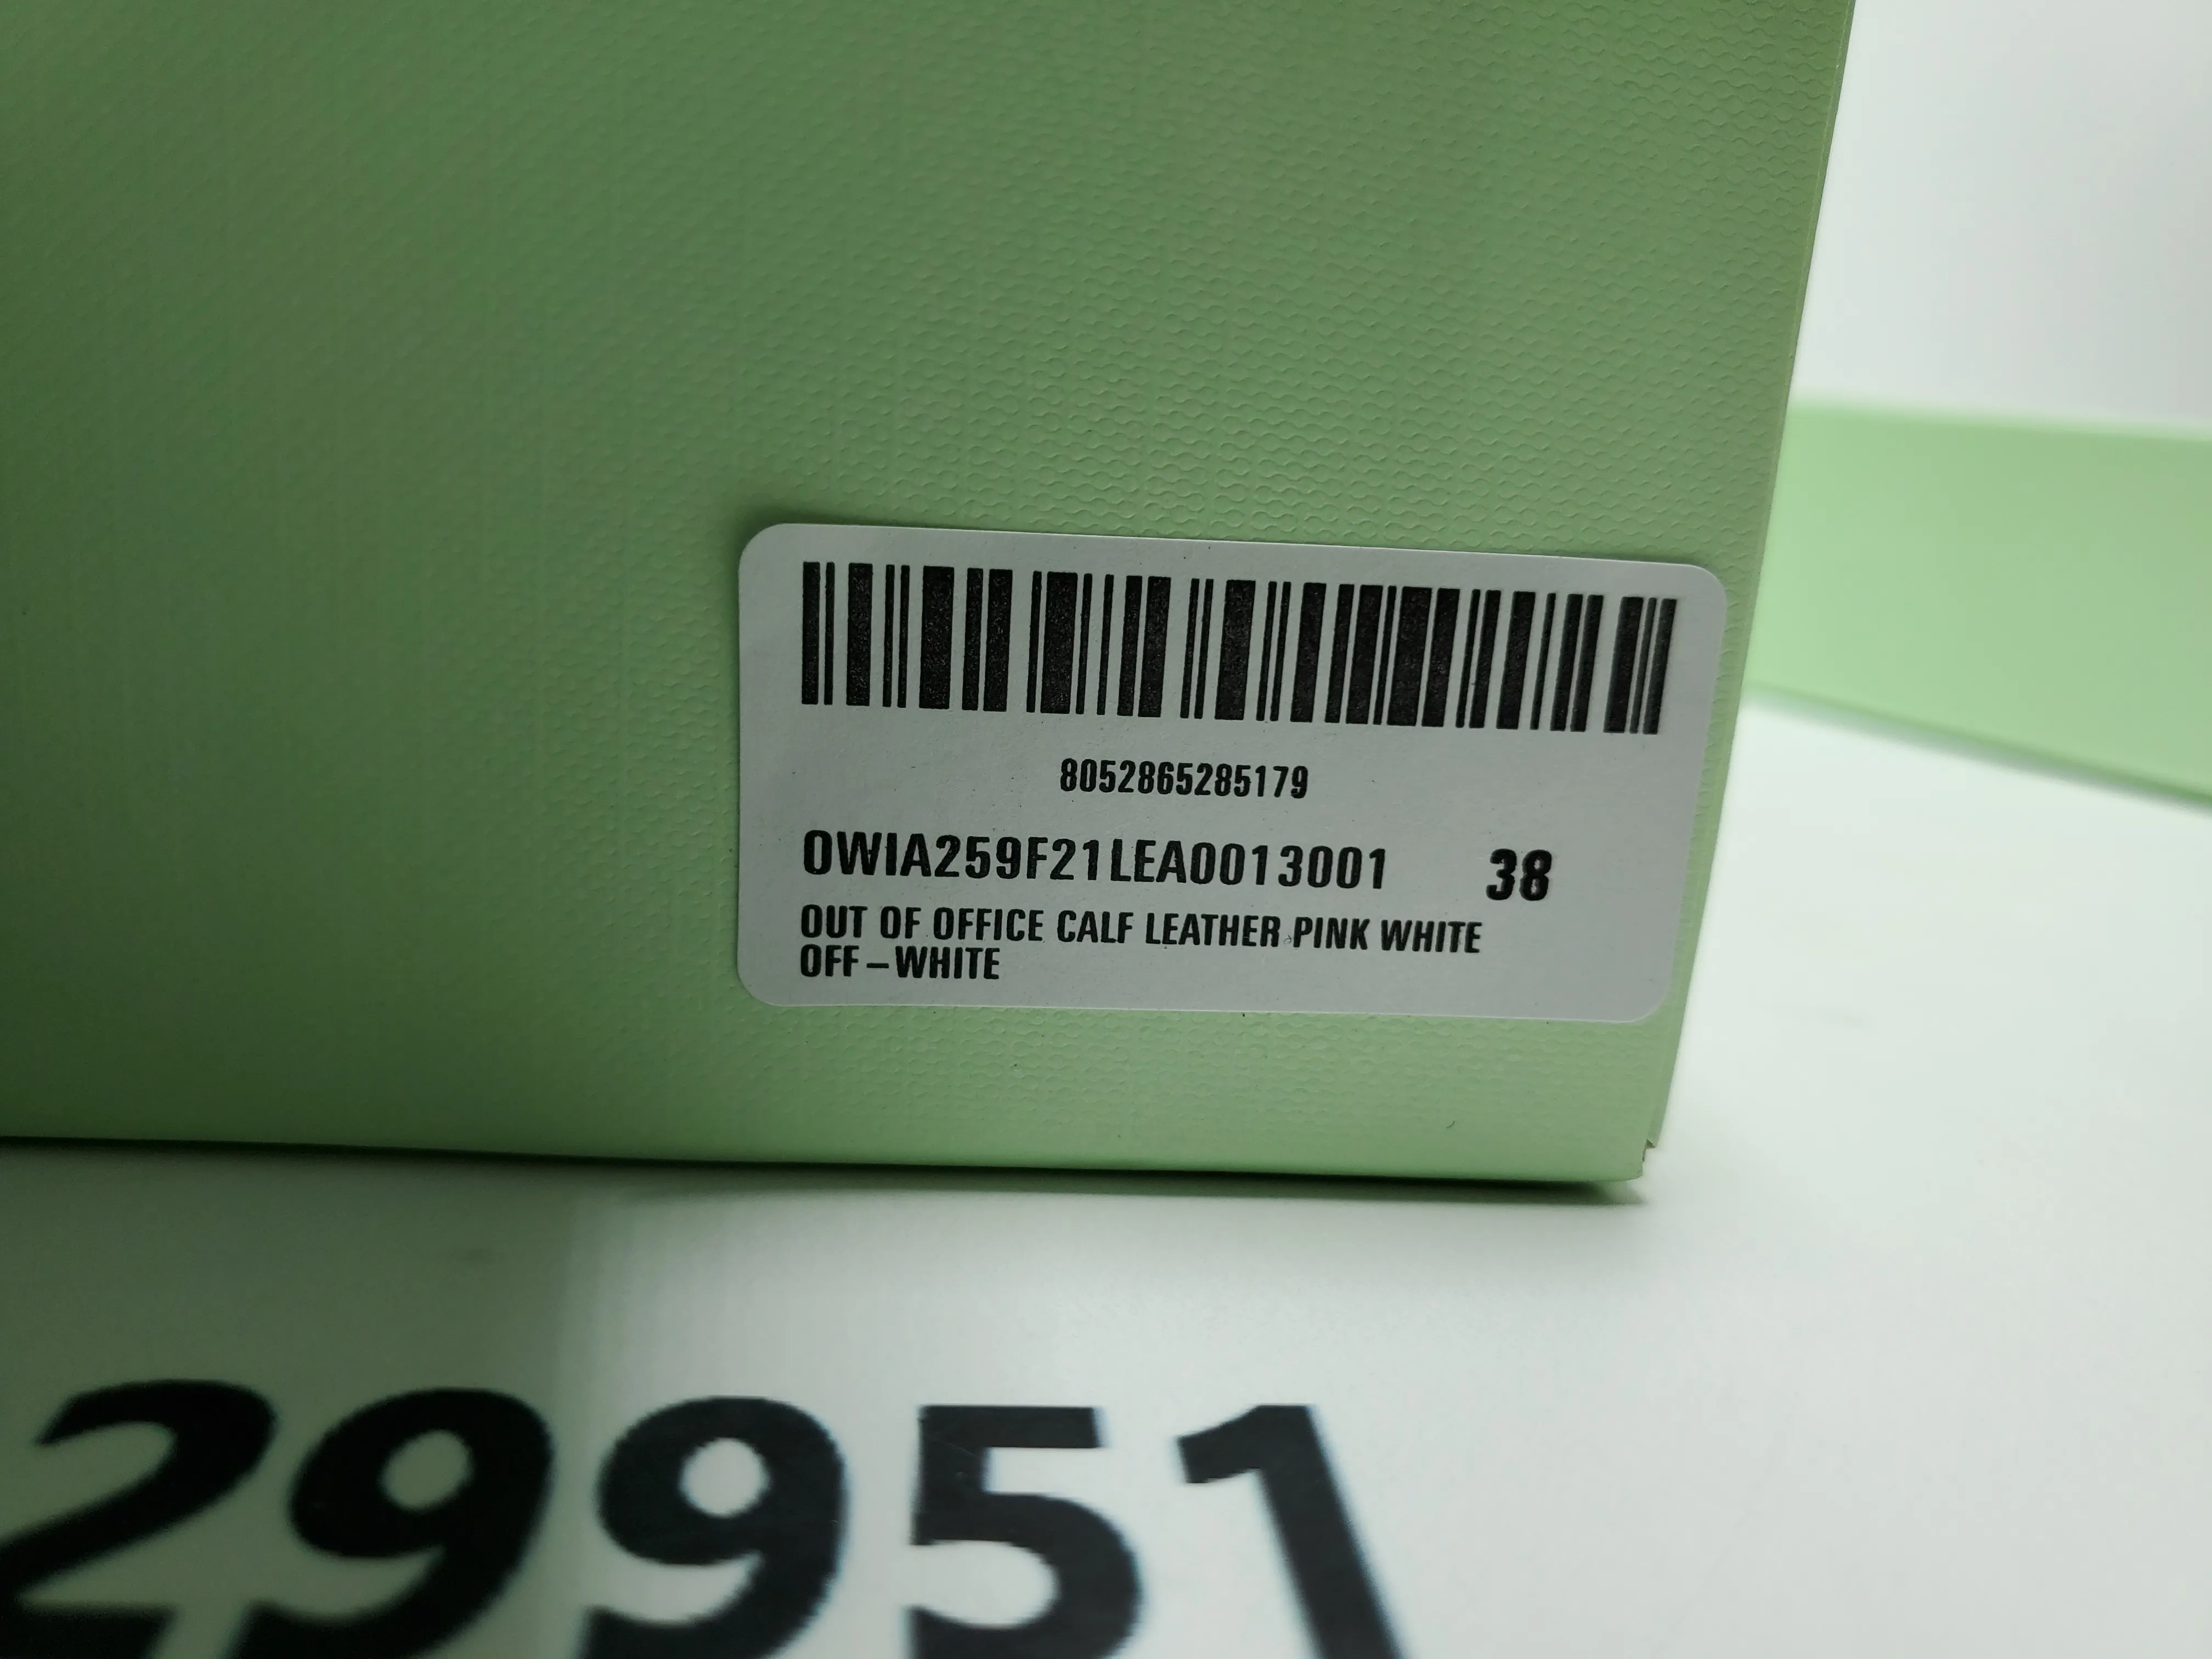 8052865285179
OWIA259F21LEA0013001 38
OUT OF OFFICE CALF LEATHER PINK WHITE
OFF-WHITE
29951